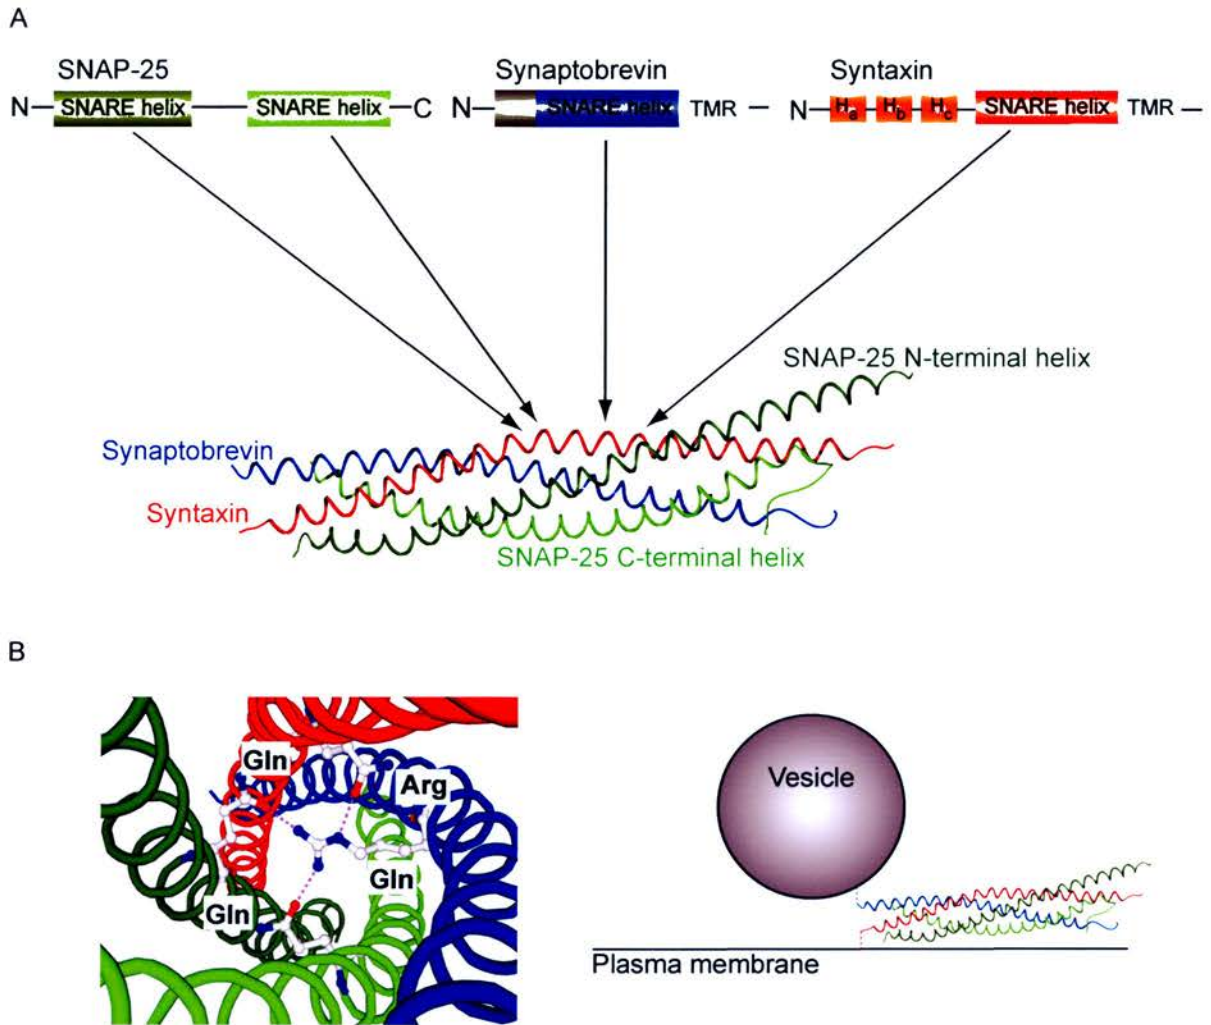 A
SNAP-25
Synaptobrevin
Syntaxin
N
SNARE helix
SNARE helix
C
N
SNARE helix
TMR
N
Ha
Hb
Hc
SNARE helix
TMR
SNAP-25 N-terminal helix
Synaptobrevin
Syntaxin
SNAP-25 C-terminal helix
B
Gln
Arg
Gln
Gln
Vesicle
Plasma membrane